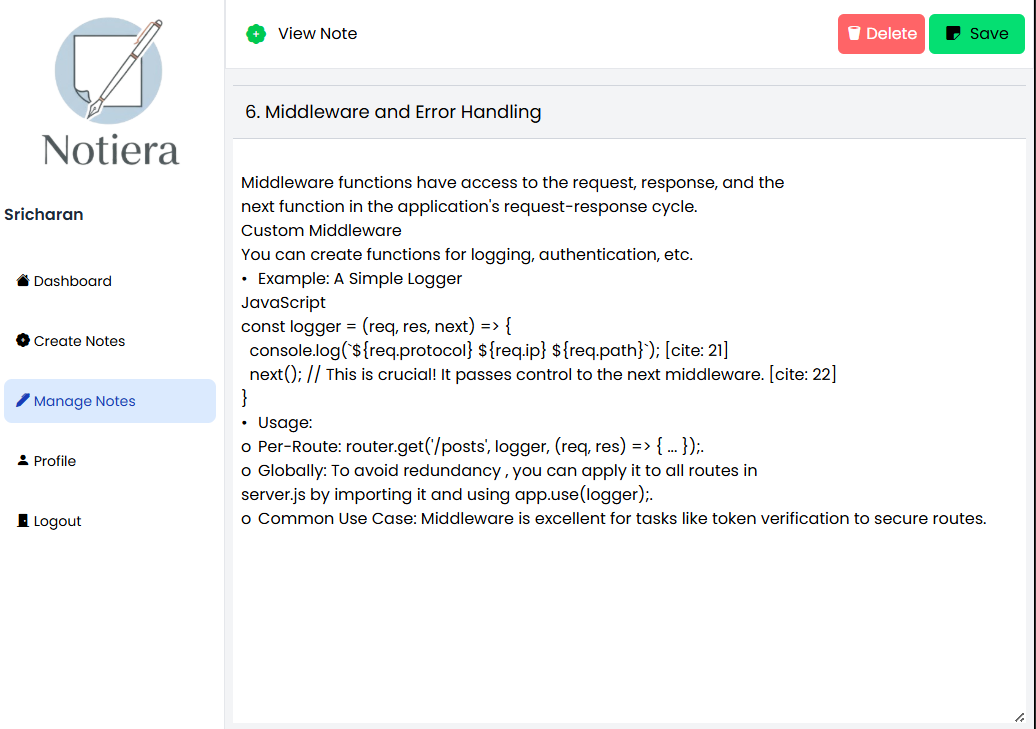 Notiera
Sricharan
Dashboard
Create Notes
Manage Notes
Profile
Logout
View Note
Delete
Save
6. Middleware and Error Handling
Middleware functions have access to the request, response, and the
next function in the application's request-response cycle.
Custom Middleware
You can create functions for logging, authentication, etc.
• Example: A Simple Logger
JavaScript
const logger = (req, res, next) => {
  console.log(`${req.protocol} ${req.ip} ${req.path}`); [cite: 21]
  next(); // This is crucial! It passes control to the next middleware. [cite: 22]
}
• Usage:
o Per-Route: router.get('/posts', logger, (req, res) => { ... });.
o Globally: To avoid redundancy , you can apply it to all routes in
server.js by importing it and using app.use(logger);.
o Common Use Case: Middleware is excellent for tasks like token verification to secure routes.